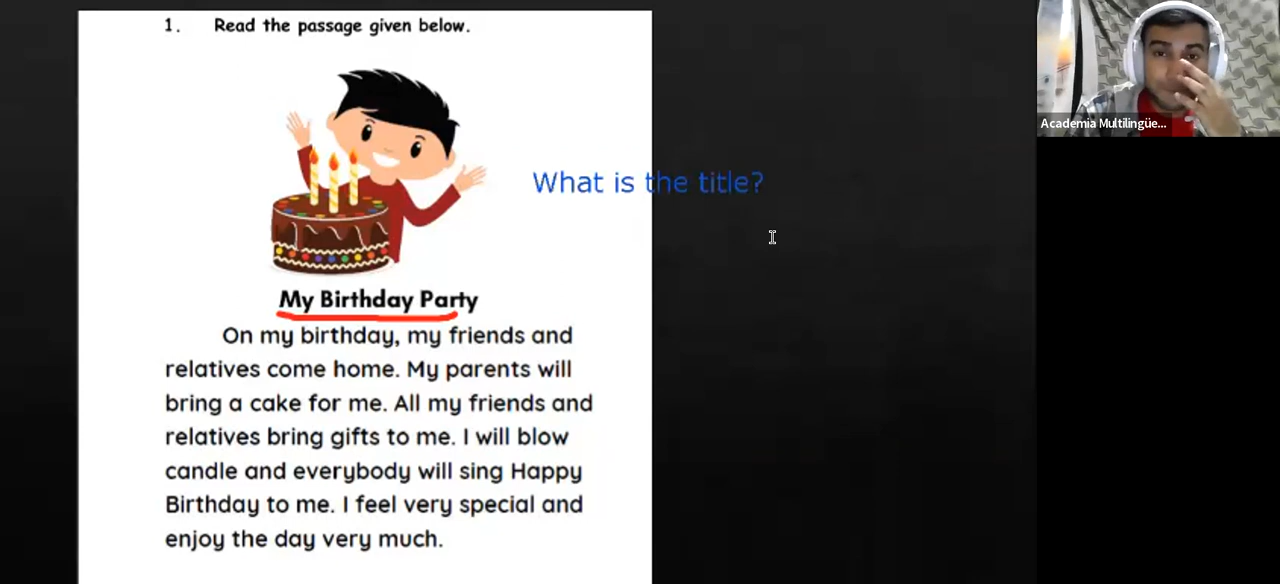 1. Read the passage given below.
What is the title?
My Birthday Party
On my birthday, my friends and
relatives come home. My parents will
bring a cake for me. All my friends and
relatives bring gifts to me. I will blow
candle and everybody will sing Happy
Birthday to me. I feel very special and
enjoy the day very much.
Academia Multilingüe...